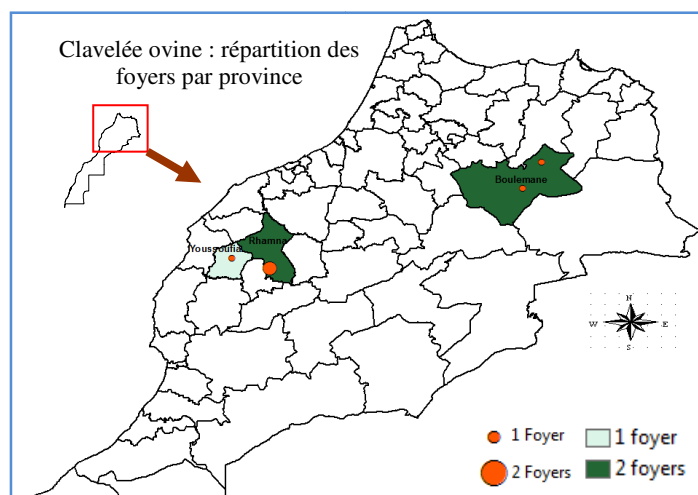 Clavelée ovine : répartition des
foyers par province
Boulemane
Rhamna
Youssoufia
N
W E
S
1 Foyer 1 foyer
2 Foyers 2 foyers